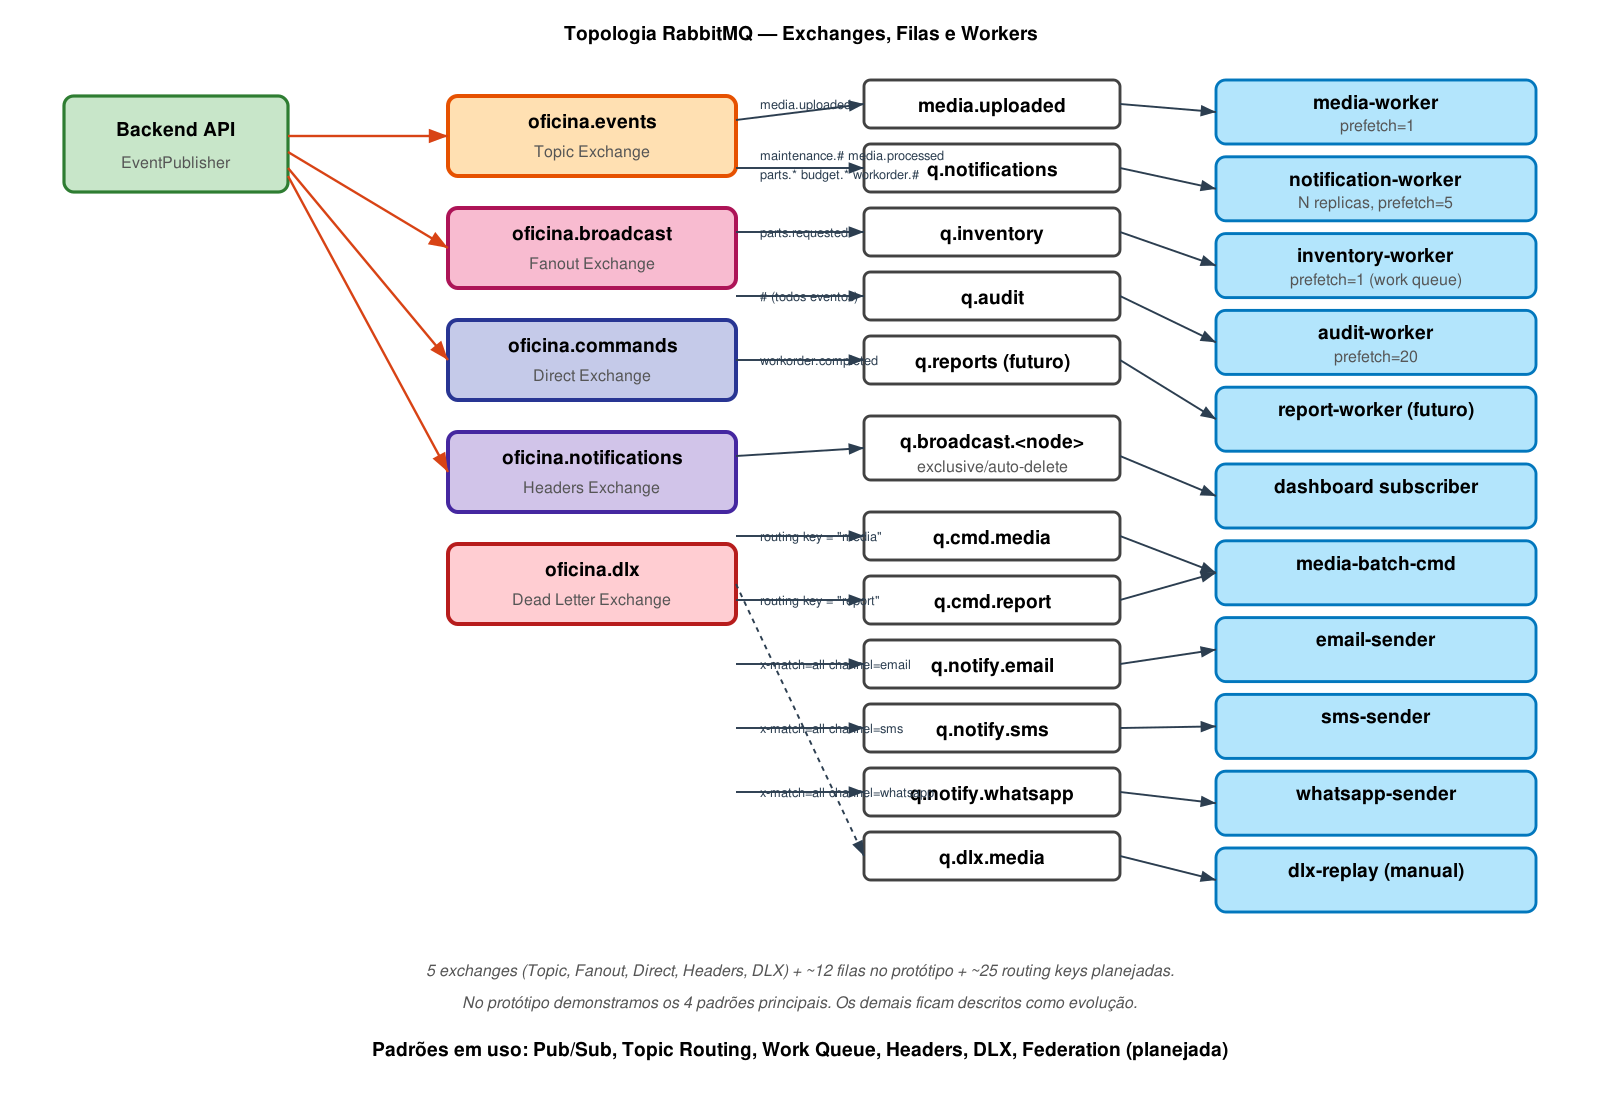 Topologia RabbitMQ — Exchanges, Filas e Workers
Backend API
EventPublisher
oficina.events
Topic Exchange
oficina.broadcast
Fanout Exchange
oficina.commands
Direct Exchange
oficina.notifications
Headers Exchange
oficina.dlx
Dead Letter Exchange
media.uploaded
maintenance.# media.processed
parts.* budget.* workorder.#
parts.requested
# (todos eventos)
workorder.completed
routing key = "media"
routing key = "report"
x-match=all channel=email
x-match=all channel=sms
x-match=all channel=whatsapp
media.uploaded
q.notifications
q.inventory
q.audit
q.reports (futuro)
q.broadcast.<node>
exclusive/auto-delete
q.cmd.media
q.cmd.report
q.notify.email
q.notify.sms
q.notify.whatsapp
q.dlx.media
media-worker
prefetch=1
notification-worker
N replicas, prefetch=5
inventory-worker
prefetch=1 (work queue)
audit-worker
prefetch=20
report-worker (futuro)
dashboard subscriber
media-batch-cmd
email-sender
sms-sender
whatsapp-sender
dlx-replay (manual)
5 exchanges (Topic, Fanout, Direct, Headers, DLX) + ~12 filas no protótipo + ~25 routing keys planejadas.
No protótipo demonstramos os 4 padrões principais. Os demais ficam descritos como evolução.
Padrões em uso: Pub/Sub, Topic Routing, Work Queue, Headers, DLX, Federation (planejada)